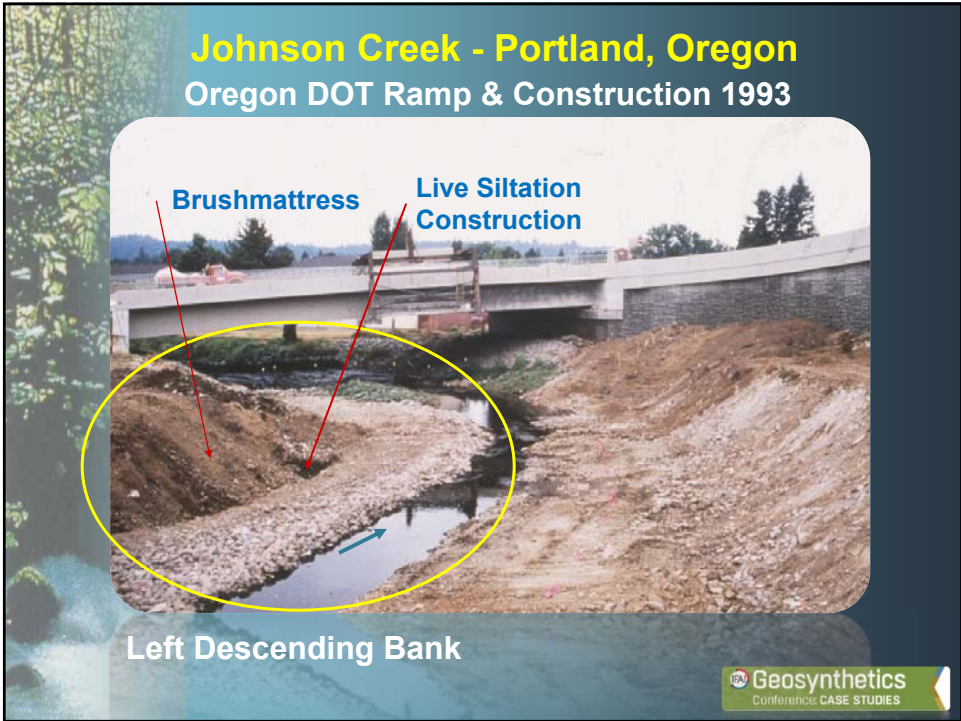 Johnson Creek - Portland, Oregon
Oregon DOT Ramp & Construction 1993
Brushmattress
Live Siltation
Construction
Left Descending Bank
IFAI Geosynthetics
Conference: CASE STUDIES